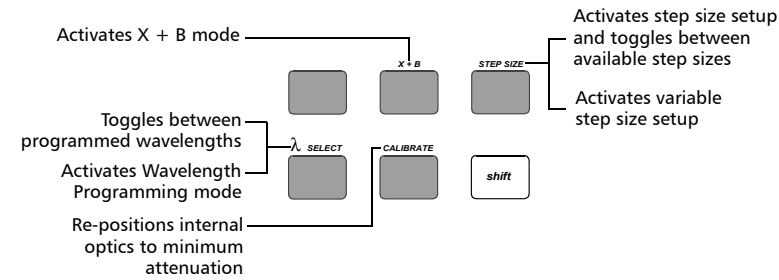 Activates X + B mode
X + B
STEP SIZE
Activates step size setup
and toggles between
available step sizes
Activates variable
step size setup
Toggles between
programmed wavelengths
Activates Wavelength
Programming mode
λ SELECT
CALIBRATE
shift
Re-positions internal
optics to minimum
attenuation